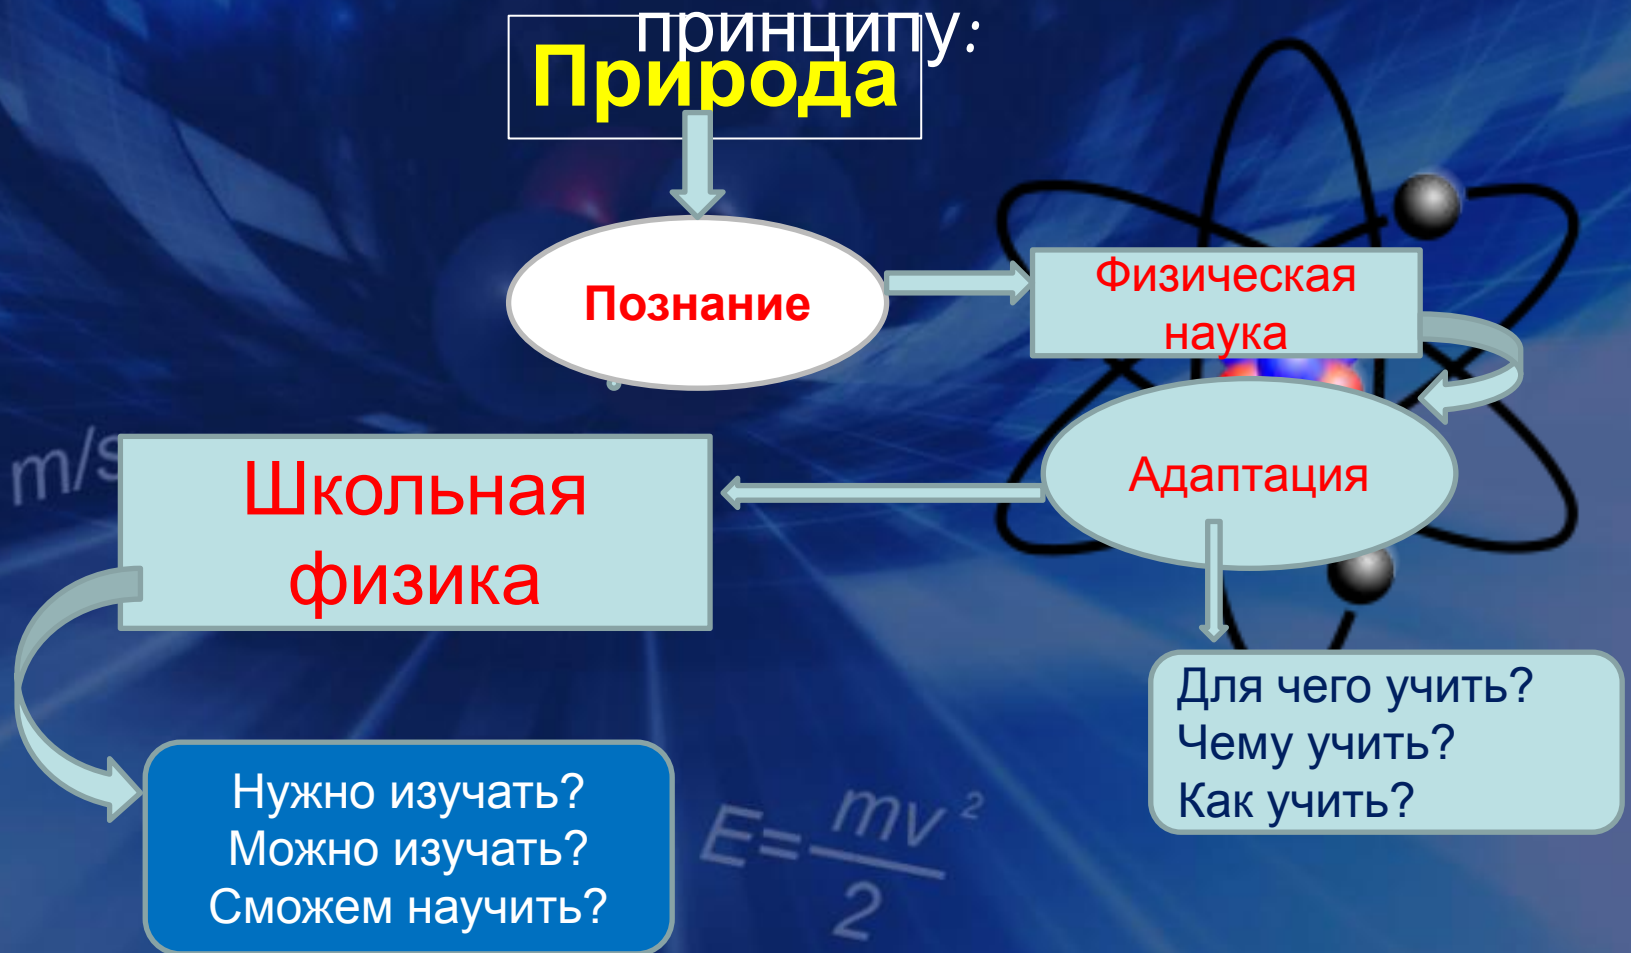 принципу:
Природа
Познание
Физическая
наука
Адаптация
m/s
Школьная
физика
Для чего учить?
Чему учить?
Как учить?
Нужно изучать?
Можно изучать?
Сможем научить?
E=mv²/2